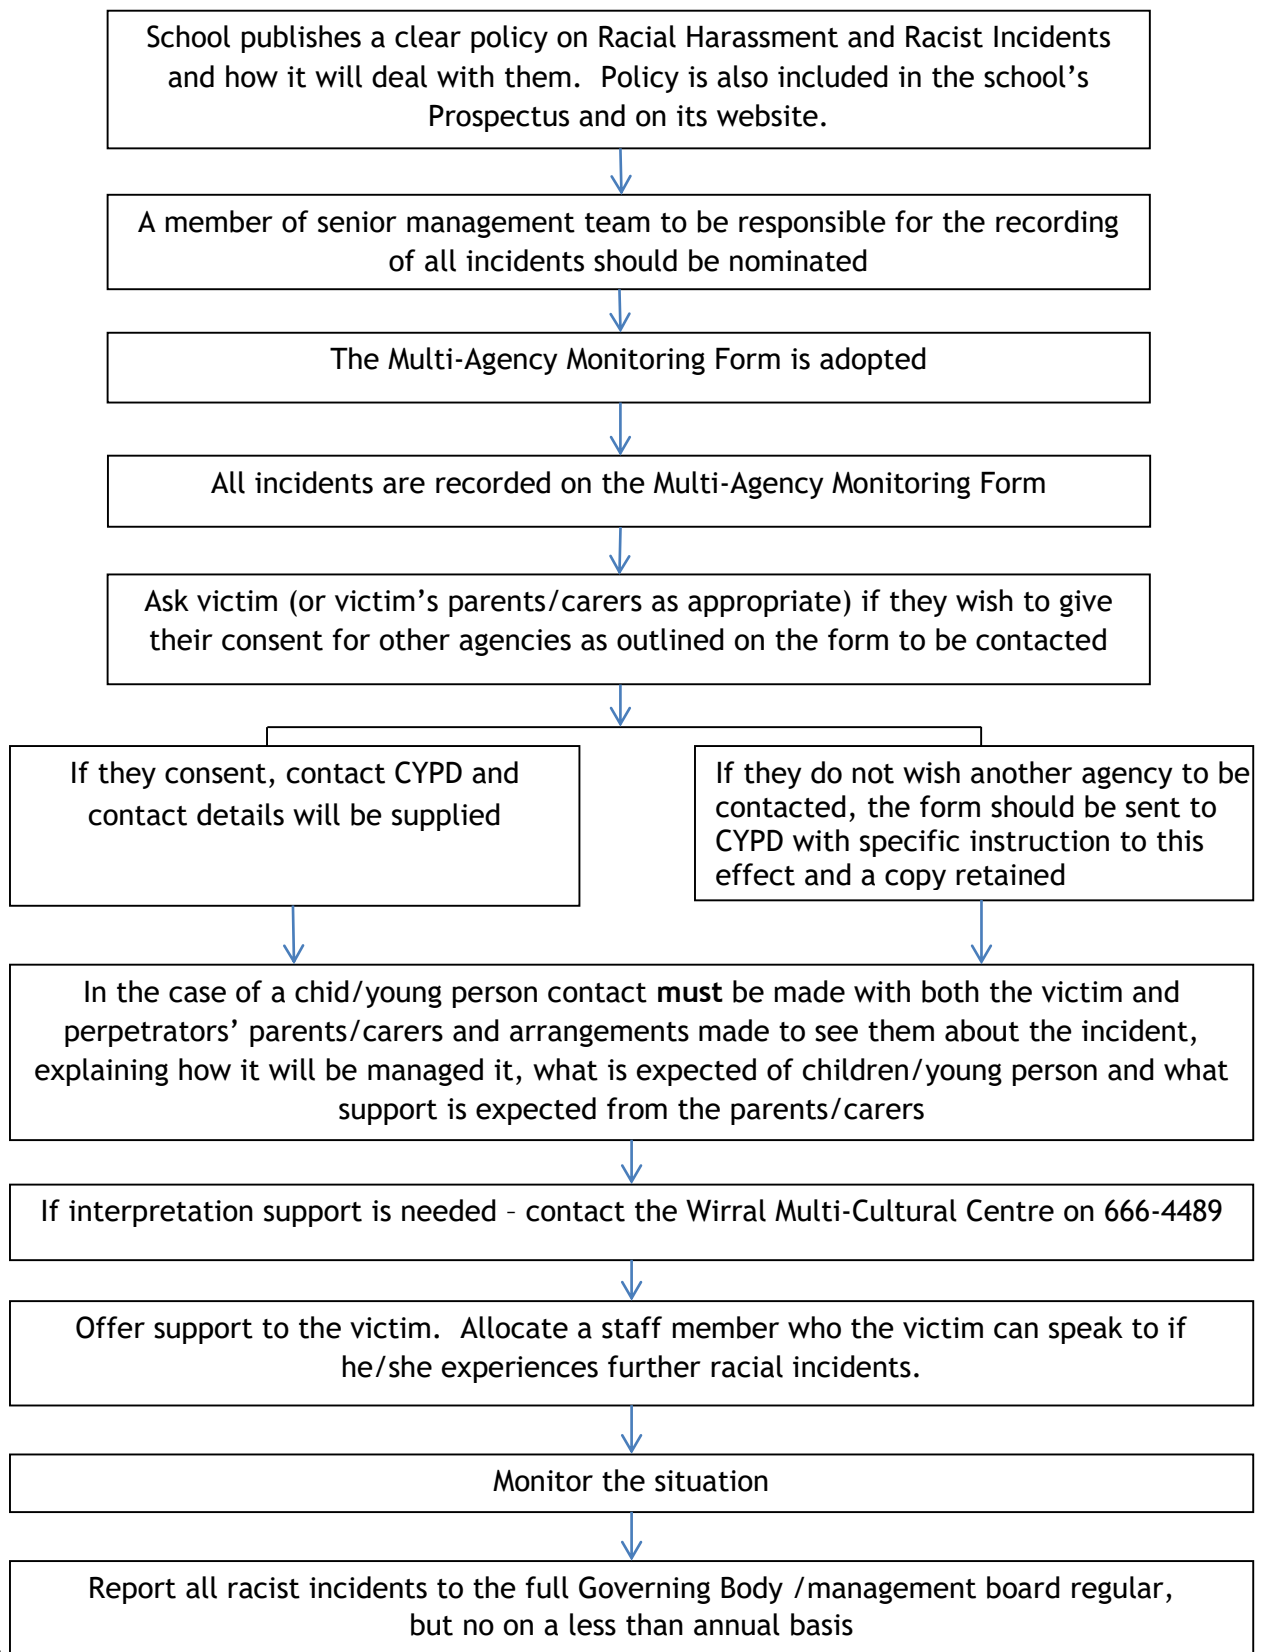 School publishes a clear policy on Racial Harassment and Racist Incidents
and how it will deal with them.  Policy is also included in the school’s
Prospectus and on its website.
A member of senior management team to be responsible for the recording
of all incidents should be nominated
The Multi-Agency Monitoring Form is adopted
All incidents are recorded on the Multi-Agency Monitoring Form
Ask victim (or victim’s parents/carers as appropriate) if they wish to give
their consent for other agencies as outlined on the form to be contacted
If they consent, contact CYPD and
contact details will be supplied
If they do not wish another agency to be
contacted, the form should be sent to
CYPD with specific instruction to this
effect and a copy retained
In the case of a chid/young person contact must be made with both the victim and
perpetrators’ parents/carers and arrangements made to see them about the incident,
explaining how it will be managed it, what is expected of children/young person and what
support is expected from the parents/carers
If interpretation support is needed – contact the Wirral Multi-Cultural Centre on 666-4489
Offer support to the victim.  Allocate a staff member who the victim can speak to if
he/she experiences further racial incidents.
Monitor the situation
Report all racist incidents to the full Governing Body /management board regular,
but no on a less than annual basis